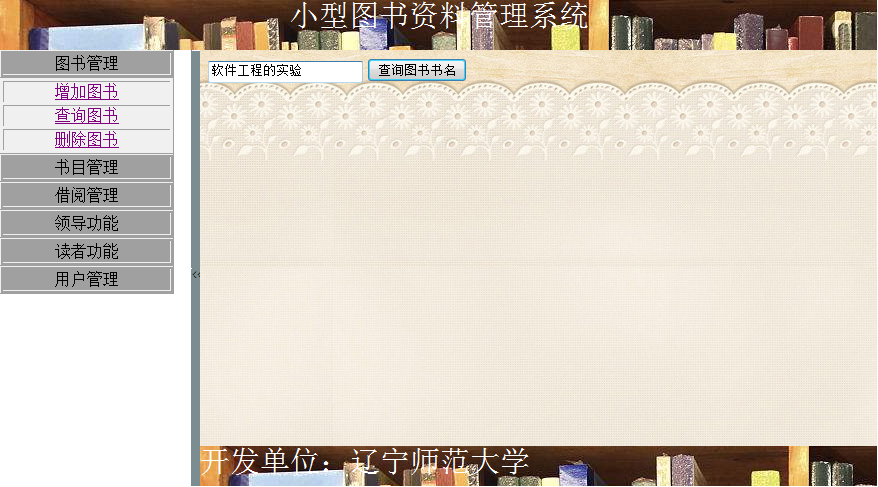 小型图书资料管理系统
图书管理
增加图书
查询图书
删除图书
书目管理
借阅管理
领导功能
读者功能
用户管理
软件工程的实验 查询图书书名
<<
开发单位：辽宁师范大学